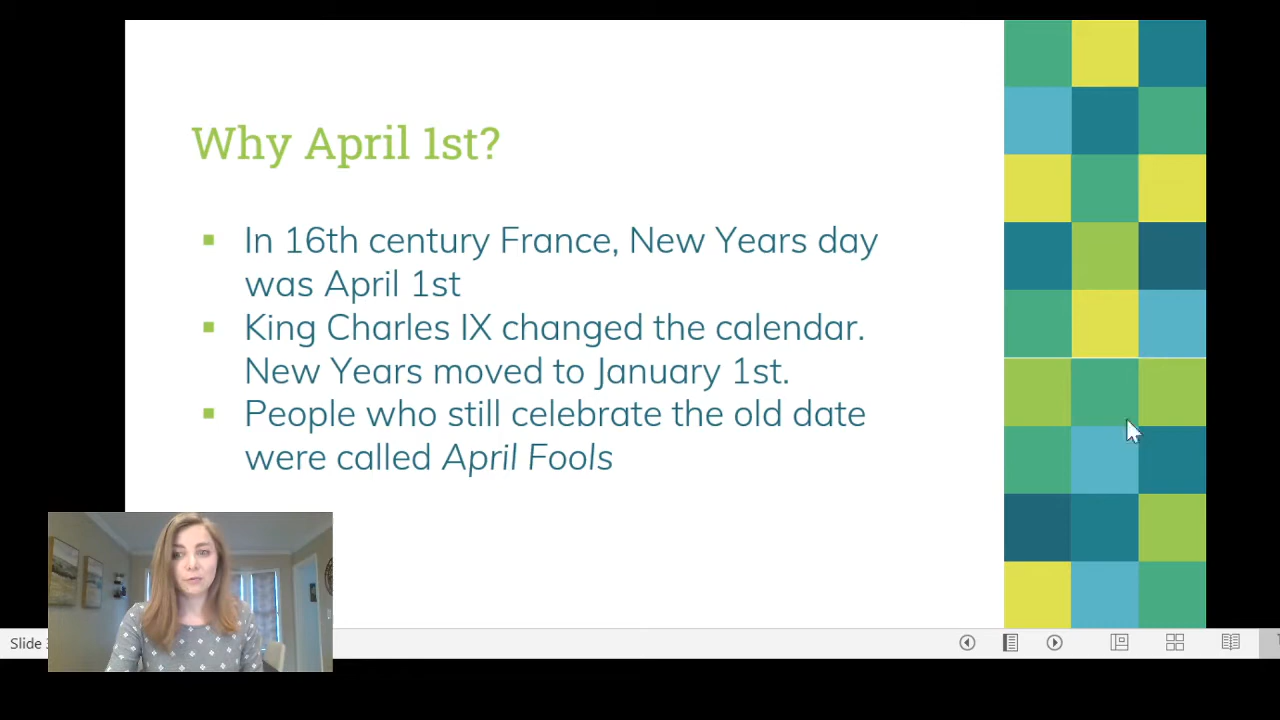 Why April 1st?
In 16th century France, New Years day
was April 1st
King Charles IX changed the calendar.
New Years moved to January 1st.
People who still celebrate the old date
were called April Fools
Slide